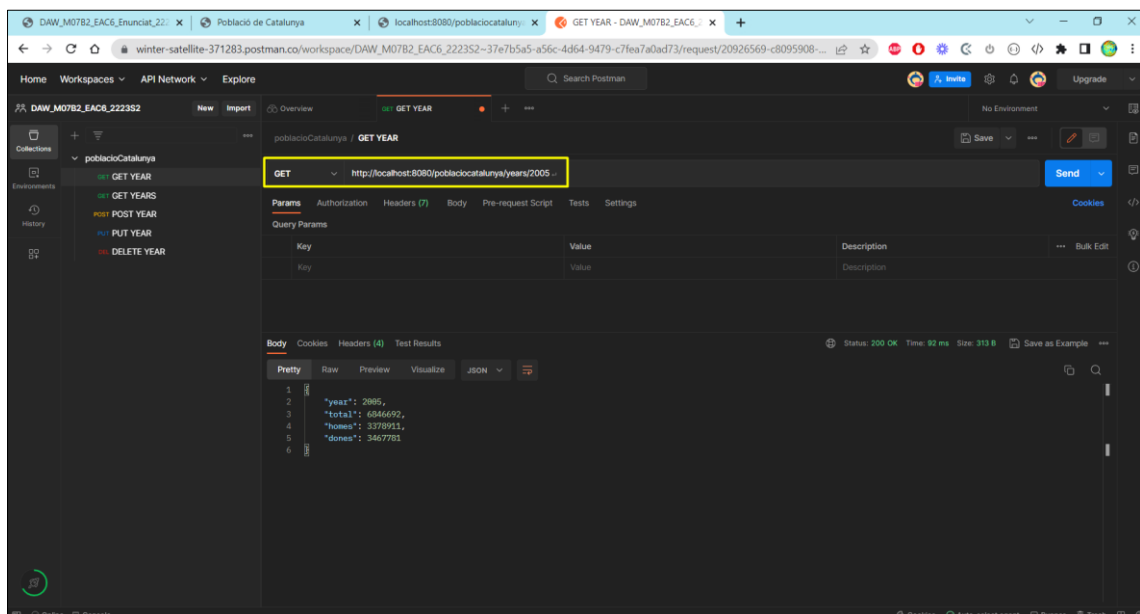 DAW_M07B2_EAC6_Enunciat_22
Població de Catalunya
localhost:8080/poblaciocataluny
GET YEAR - DAW_M07B2_EAC6_2
winter-satellite-371283.postman.co/workspace/DAW_M07B2_EAC6_2223S2~37e7b5a5-a56c-4d64-9479-c7fea7a0ad73/request/20926569-c8095908-...
Home Workspaces API Network Explore
Search Postman
Invite
Upgrade
DAW_M07B2_EAC6_2223S2
New Import
Overview
GET GET YEAR
No Environment
Collections
Environments
History
poblacioCatalunya
GET GET YEAR
GET GET YEARS
POST POST YEAR
PUT PUT YEAR
DEL DELETE YEAR
poblacioCatalunya / GET YEAR
Save
GET http://localhost:8080/poblaciocatalunya/years/2005
Send
Params Authorization Headers (7) Body Pre-request Script Tests Settings
Cookies
Query Params
Key Value Description ••• Bulk Edit
Key Value Description
Body Cookies Headers (4) Test Results
Status: 200 OK Time: 92 ms Size: 313 B Save as Example
Pretty Raw Preview Visualize JSON
1 {
2 "year": 2005,
3 "total": 6846692,
4 "homes": 3378911,
5 "dones": 3467781
6 }